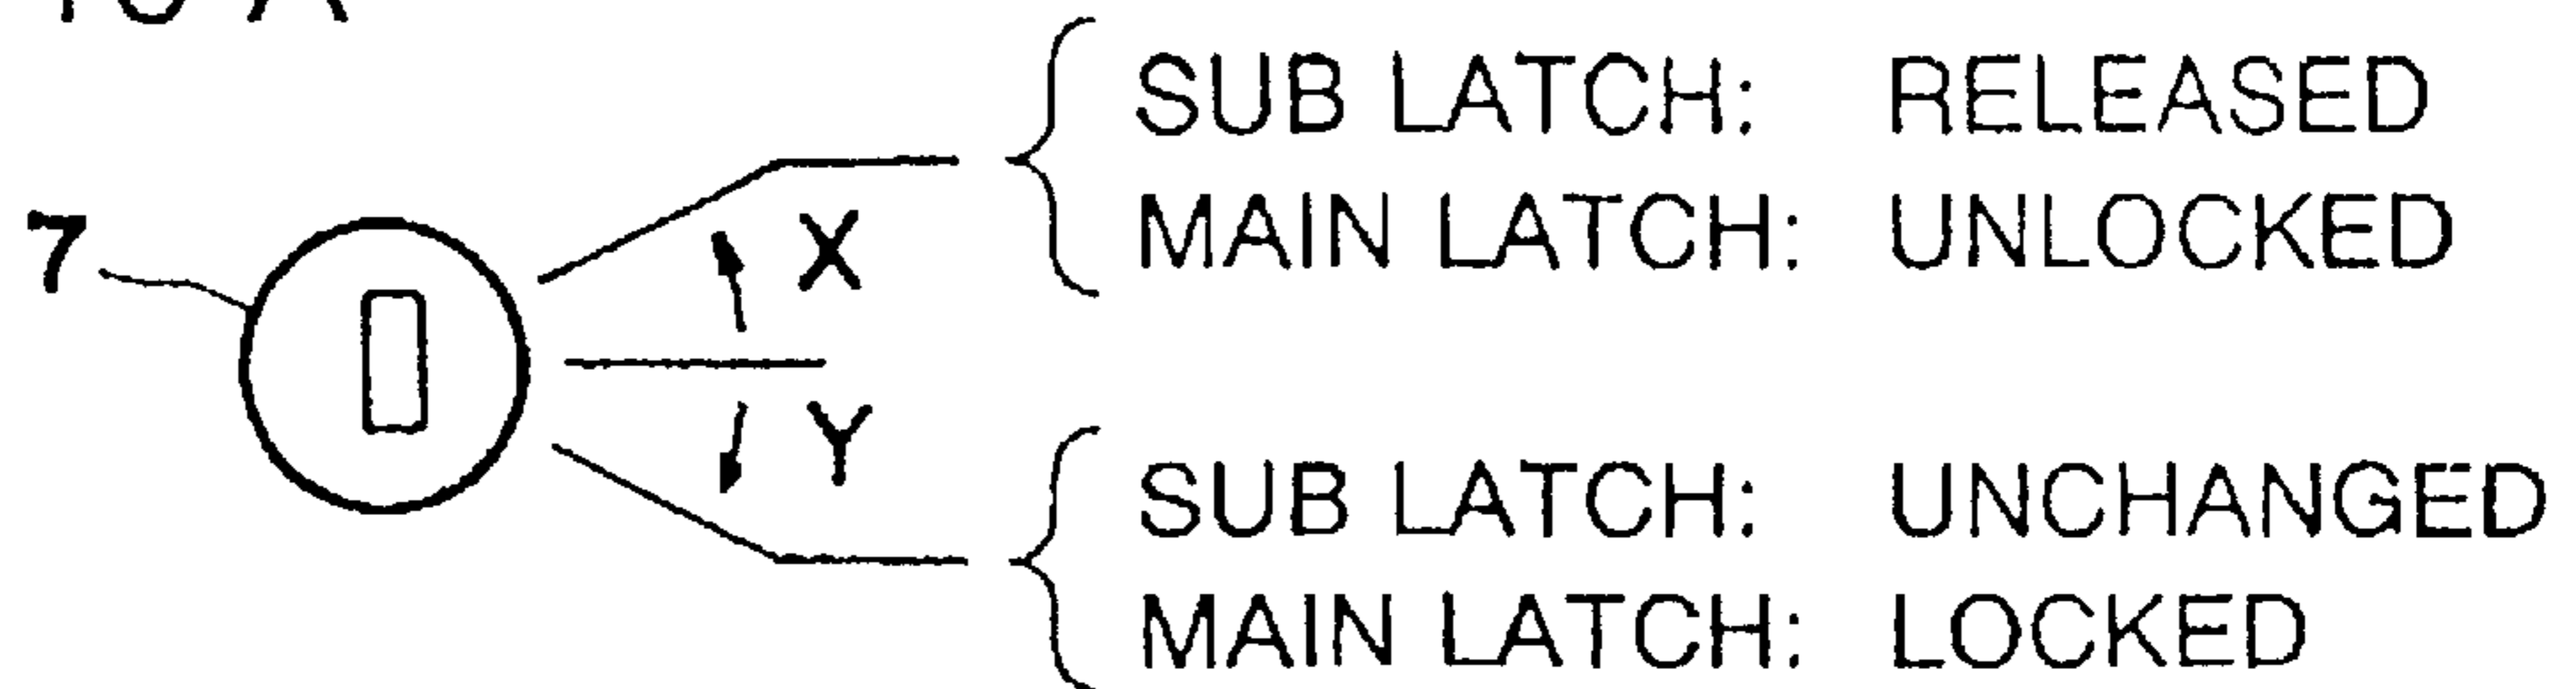 SUB LATCH: RELEASED
MAIN LATCH: UNLOCKED
7
X
Y
SUB LATCH: UNCHANGED
MAIN LATCH: LOCKED